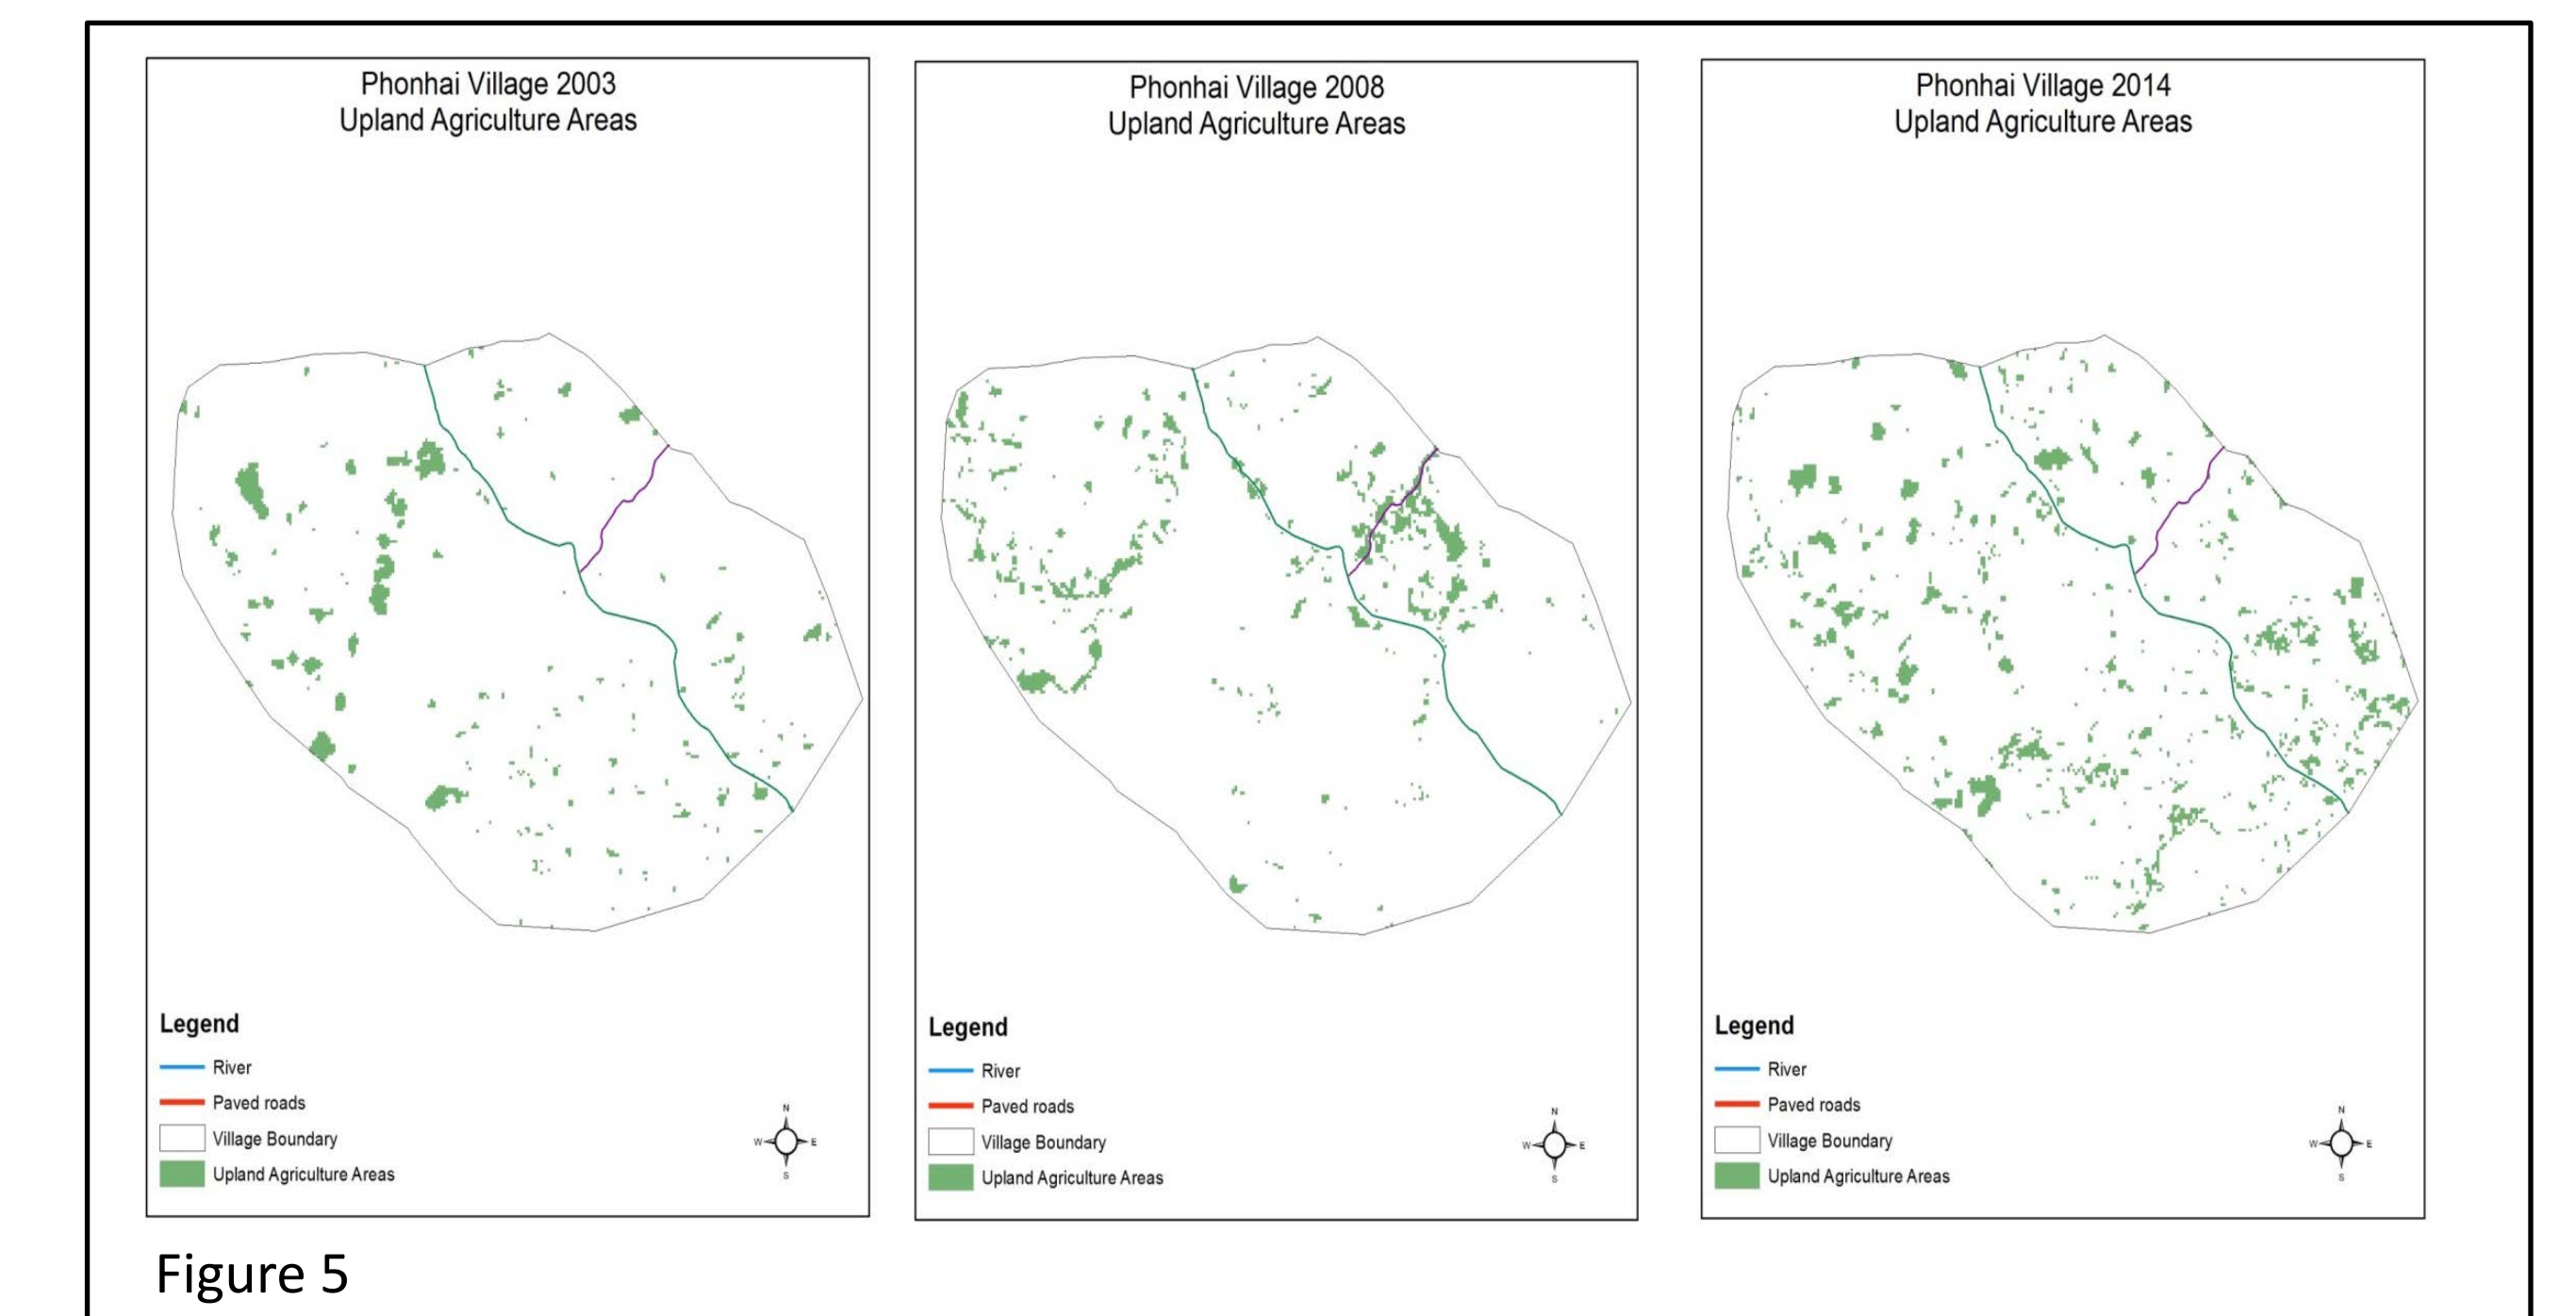 Phonhai Village 2003
Upland Agriculture Areas
Legend
River
Paved roads
Village Boundary
Upland Agriculture Areas
N
W E
S
Phonhai Village 2008
Upland Agriculture Areas
Legend
River
Paved roads
Village Boundary
Upland Agriculture Areas
N
W E
S
Phonhai Village 2014
Upland Agriculture Areas
Legend
River
Paved roads
Village Boundary
Upland Agriculture Areas
N
W E
S
Figure 5